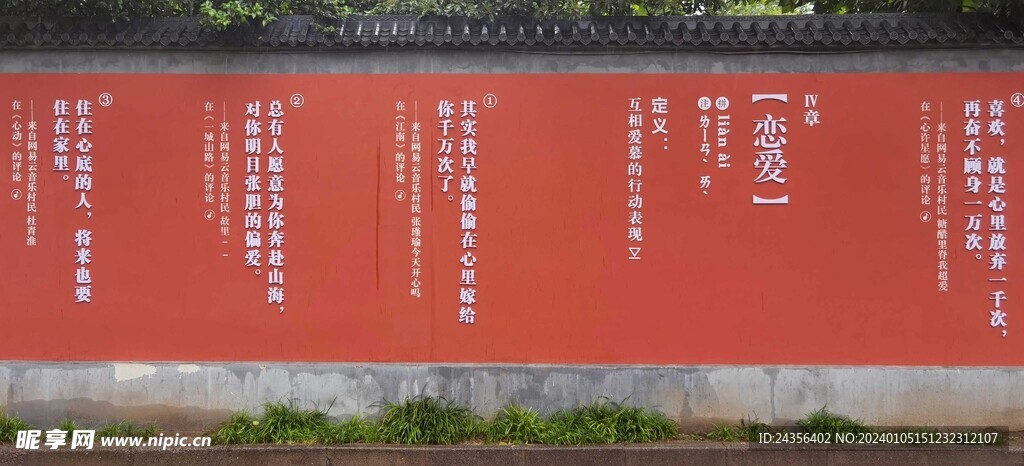 ④
喜欢，就是心里放弃一千次，
再奋不顾身一万次。
——来自网易云音乐村民 糖醋里脊我超爱
在《心许星愿》的评论
Ⅳ章
【恋爱】
拼 liàn ài
注 ㄌㄧㄢˋ ㄞˋ
定义：
互相爱慕的行动表现
①
其实我早就偷偷在心里嫁给
你千万次了。
——来自网易云音乐村民 张瑾瑜今天开心吗
在《江南》的评论
②
总有人愿意为你奔赴山海，
对你明目张胆的偏爱。
——来自网易云音乐村民 故里--
在《一城山路》的评论
③
住在心底的人，将来也要
住在家里。
——来自网易云音乐村民 杜青淮
在《心动》的评论
昵享网 www.nipic.cn
ID:24356402 NO:20240105151232312107